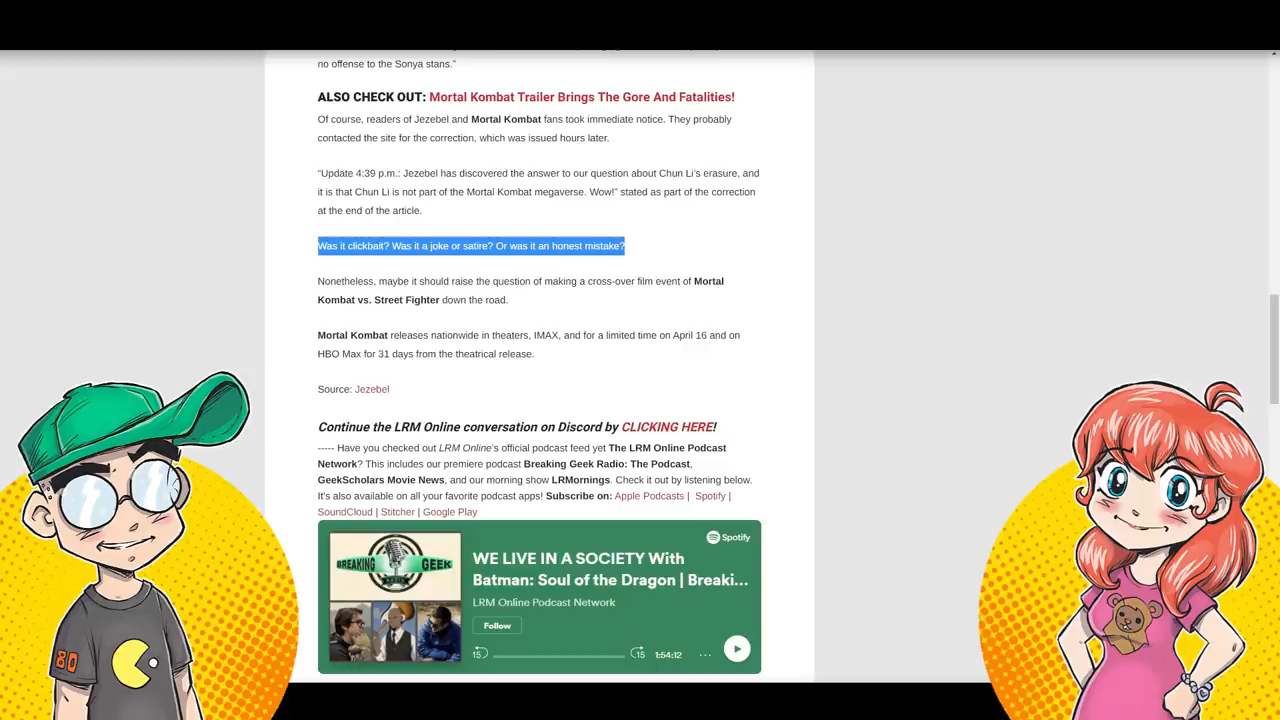 no offense to the Sonya stans.”
ALSO CHECK OUT: Mortal Kombat Trailer Brings The Gore And Fatalities!
Of course, readers of Jezebel and Mortal Kombat fans took immediate notice. They probably
contacted the site for the correction, which was issued hours later.
“Update 4:39 p.m.: Jezebel has discovered the answer to our question about Chun Li’s erasure, and
it is that Chun Li is not part of the Mortal Kombat megaverse. Wow!” stated as part of the correction
at the end of the article.
Was it clickbait? Was it a joke or satire? Or was it an honest mistake?
Nonetheless, maybe it should raise the question of making a cross-over film event of Mortal
Kombat vs. Street Fighter down the road.
Mortal Kombat releases nationwide in theaters, IMAX, and for a limited time on April 16 and on
HBO Max for 31 days from the theatrical release.
Source: Jezebel
Continue the LRM Online conversation on Discord by CLICKING HERE!
----- Have you checked out LRM Online’s official podcast feed yet The LRM Online Podcast
Network? This includes our premiere podcast Breaking Geek Radio: The Podcast,
GeekScholars Movie News, and our morning show LRMornings. Check it out by listening below.
It's also available on all your favorite podcast apps! Subscribe on: Apple Podcasts | Spotify |
SoundCloud | Stitcher | Google Play
BREAKING GEEK
RADIO
Spotify
WE LIVE IN A SOCIETY With
Batman: Soul of the Dragon | Breaki...
LRM Online Podcast Network
Follow
15
15
1:54:12
80